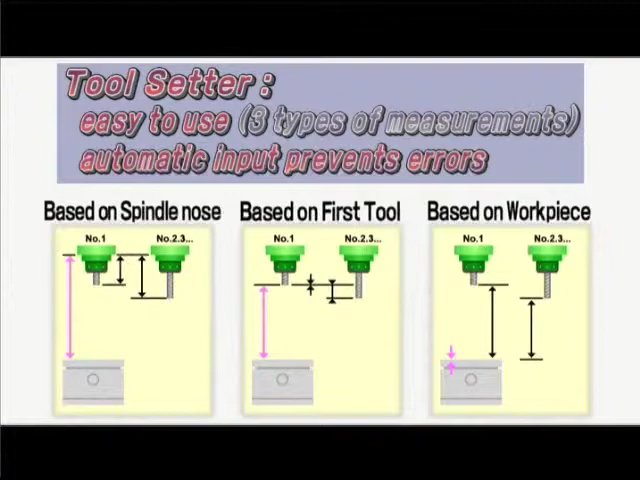 Tool Setter :
easy to use (3 types of measurements)
automatic input prevents errors
Based on Spindle nose
Based on First Tool
Based on Workpiece
No.1 No.2.3...
No.1 No.2.3...
No.1 No.2.3...